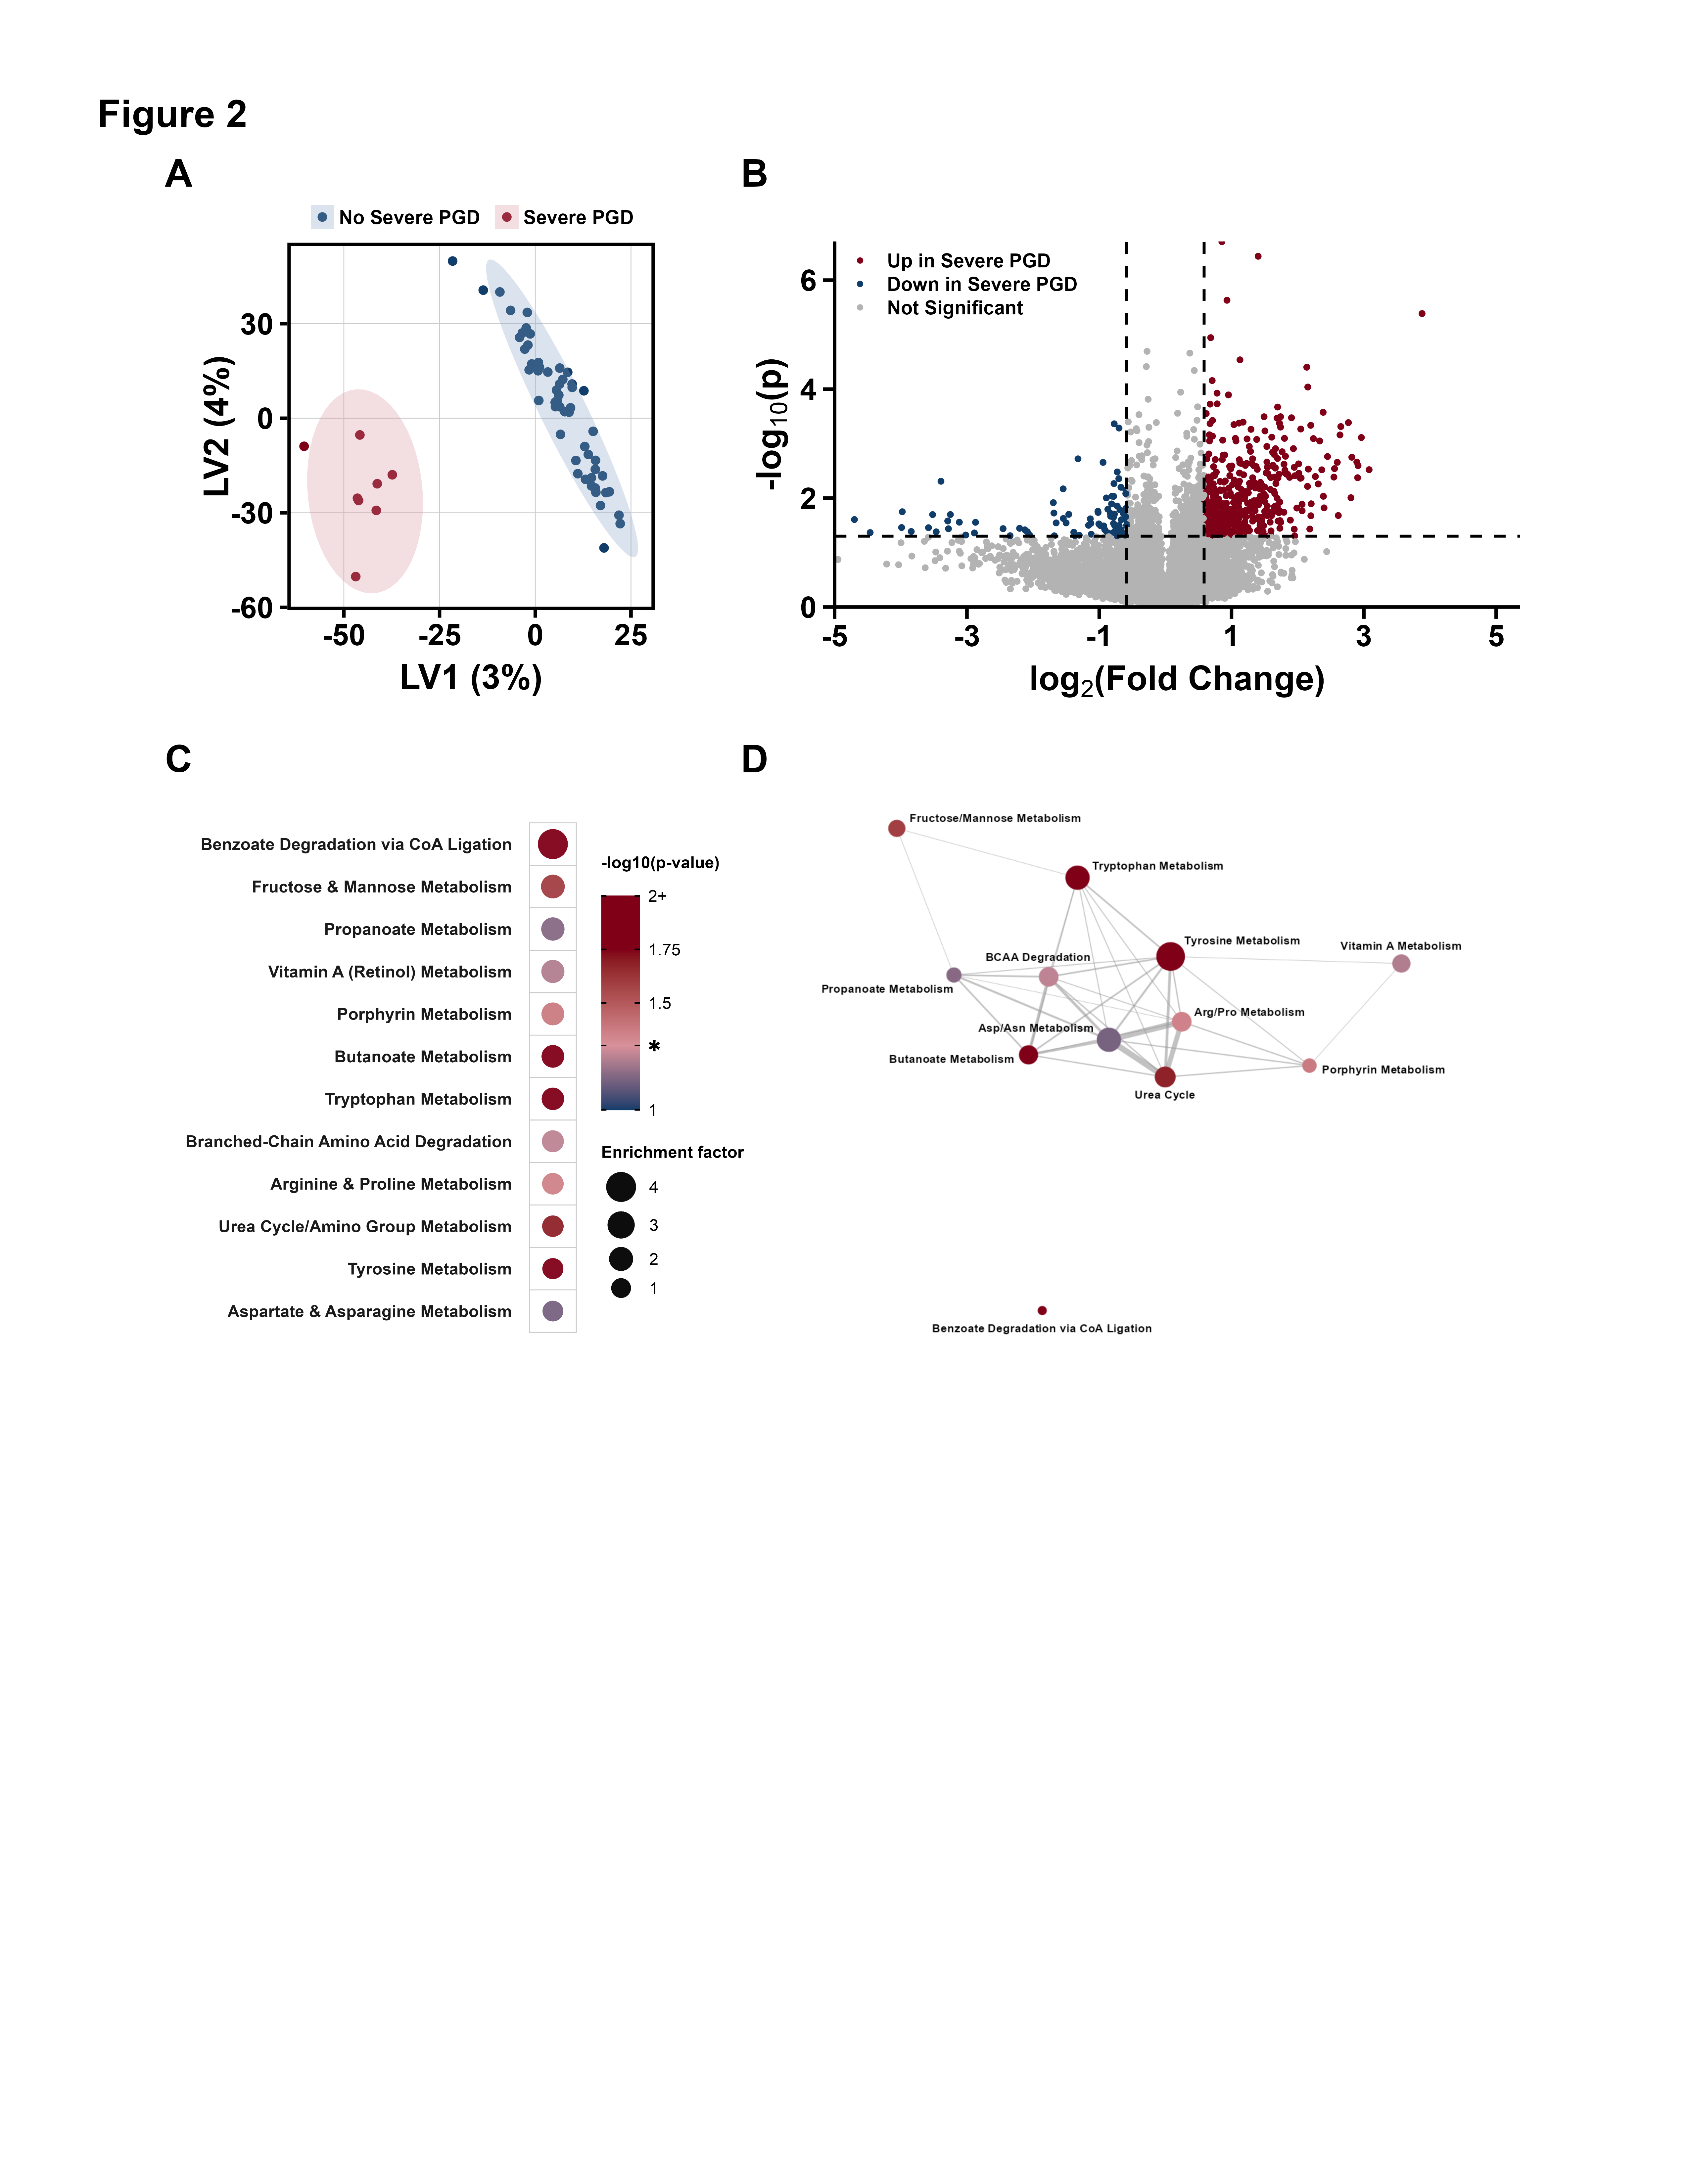 Figure 2
A
No Severe PGD
Severe PGD
LV2 (4%)
30
0
-30
-60
-50
-25
0
25
LV1 (3%)
B
Up in Severe PGD
Down in Severe PGD
Not Significant
-log10(p)
6
4
2
0
-5
-3
-1
1
3
5
log2(Fold Change)
C
Benzoate Degradation via CoA Ligation
Fructose & Mannose Metabolism
Propanoate Metabolism
Vitamin A (Retinol) Metabolism
Porphyrin Metabolism
Butanoate Metabolism
Tryptophan Metabolism
Branched-Chain Amino Acid Degradation
Arginine & Proline Metabolism
Urea Cycle/Amino Group Metabolism
Tyrosine Metabolism
Aspartate & Asparagine Metabolism
-log10(p-value)
2+
1.75
1.5
*
1
Enrichment factor
4
3
2
1
D
Fructose/Mannose Metabolism
Tryptophan Metabolism
Tyrosine Metabolism
Vitamin A Metabolism
BCAA Degradation
Propanoate Metabolism
Arg/Pro Metabolism
Asp/Asn Metabolism
Butanoate Metabolism
Porphyrin Metabolism
Urea Cycle
Benzoate Degradation via CoA Ligation